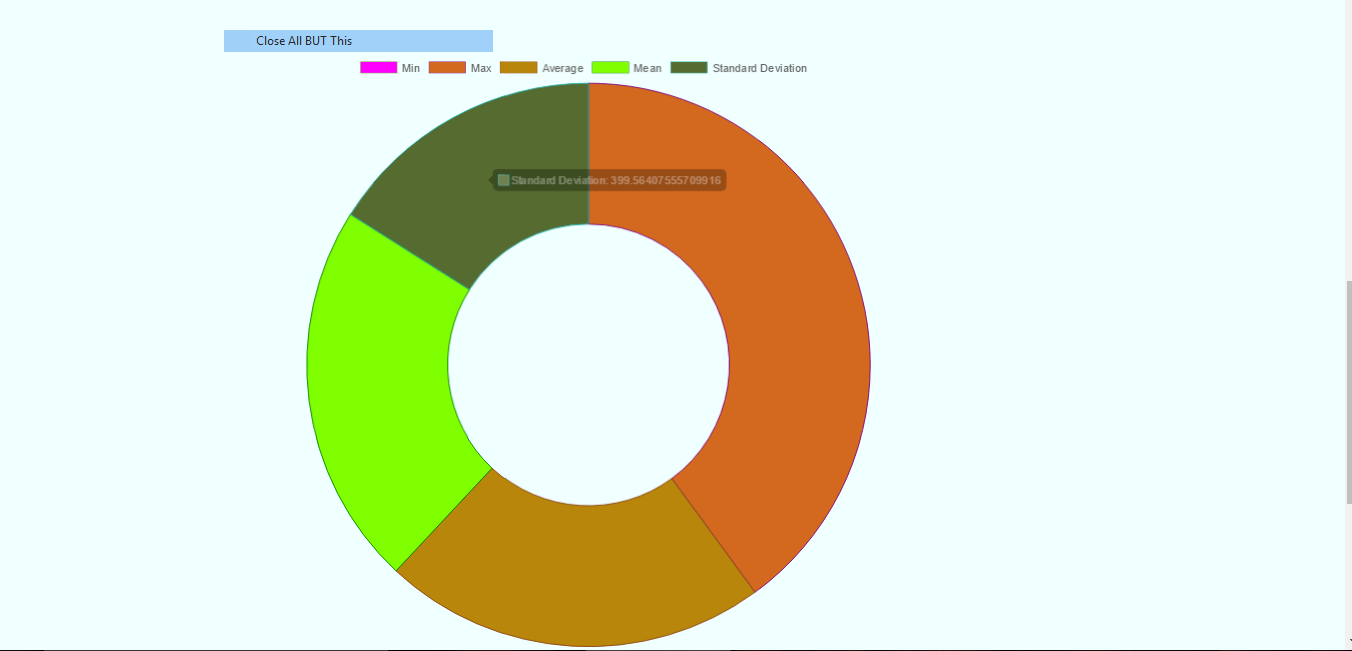 Close All BUT This
Min Max Average Mean Standard Deviation
Standard Deviation: 399.56407555709916